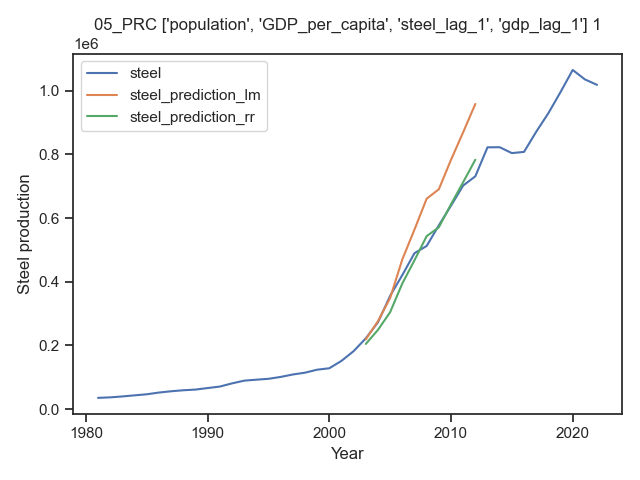 05_PRC ['population', 'GDP_per_capita', 'steel_lag_1', 'gdp_lag_1'] 1
1e6
steel
steel_prediction_lm
steel_prediction_rr
1.0
0.8
0.6
0.4
0.2
0.0
Steel production
1980
1990
2000
2010
2020
Year